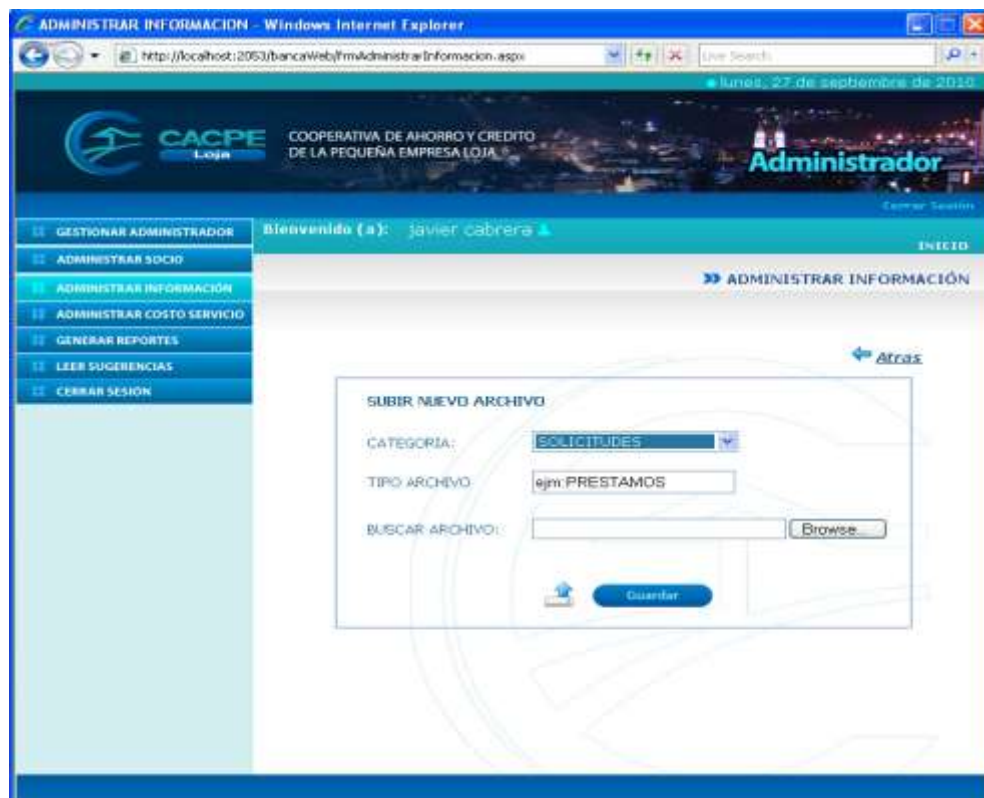 ADMINISTRAR INFORMACION - Windows Internet Explorer
http://localhost:2053/bancaWeb/frmAdministrarInformacion.aspx
Live Search
lunes, 27 de septiembre de 2010
CACPE
Loja
COOPERATIVA DE AHORRO Y CREDITO
DE LA PEQUEÑA EMPRESA LOJA
Administrador
Cerrar Sesión
GESTIONAR ADMINISTRADOR
ADMINISTRAR SOCIO
ADMINISTRAR INFORMACIÓN
ADMINISTRAR COSTO SERVICIO
GENERAR REPORTES
LEER SUGERENCIAS
CERRAR SESIÓN
Bienvenido (a): javier cabrera
INICIO
ADMINISTRAR INFORMACIÓN
Atras
SUBIR NUEVO ARCHIVO
CATEGORIA: SOLICITUDES
TIPO ARCHIVO ejm:PRESTAMOS
BUSCAR ARCHIVO: Browse...
Guardar